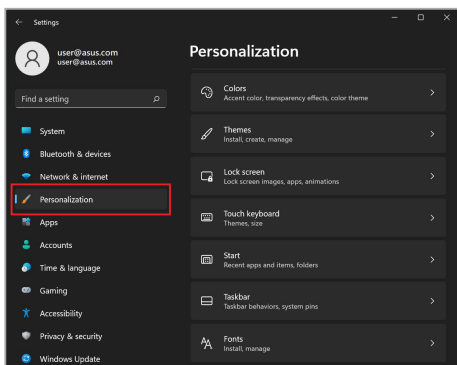 Settings
user@asus.com
user@asus.com
Find a setting
System
Bluetooth & devices
Network & internet
Personalization
Apps
Accounts
Time & language
Gaming
Accessibility
Privacy & security
Windows Update
Personalization
Colors
Accent color, transparency effects, color theme
Themes
Install, create, manage
Lock screen
Lock screen images, apps, animations
Touch keyboard
Themes, size
Start
Recent apps and items, folders
Taskbar
Taskbar behaviors, system pins
Fonts
Install, manage